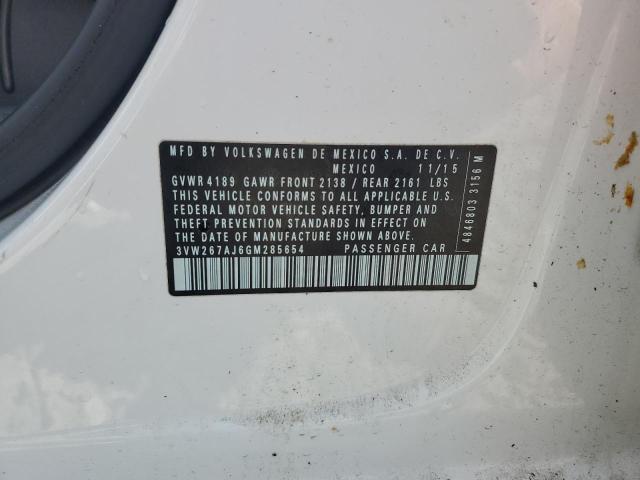 MFD BY VOLKSWAGEN DE MEXICO S.A. DE C.V.
MEXICO 11/15
GVWR 4189 GAWR FRONT 2138 / REAR 2161 LBS
THIS VEHICLE CONFORMS TO ALL APPLICABLE U.S.
FEDERAL MOTOR VEHICLE SAFETY, BUMPER AND
THEFT PREVENTION STANDARDS IN EFFECT ON
THE DATE OF MANUFACTURE SHOWN ABOVE.
3VW267AJ6GM285654 PASSENGER CAR
4846803 3156 M